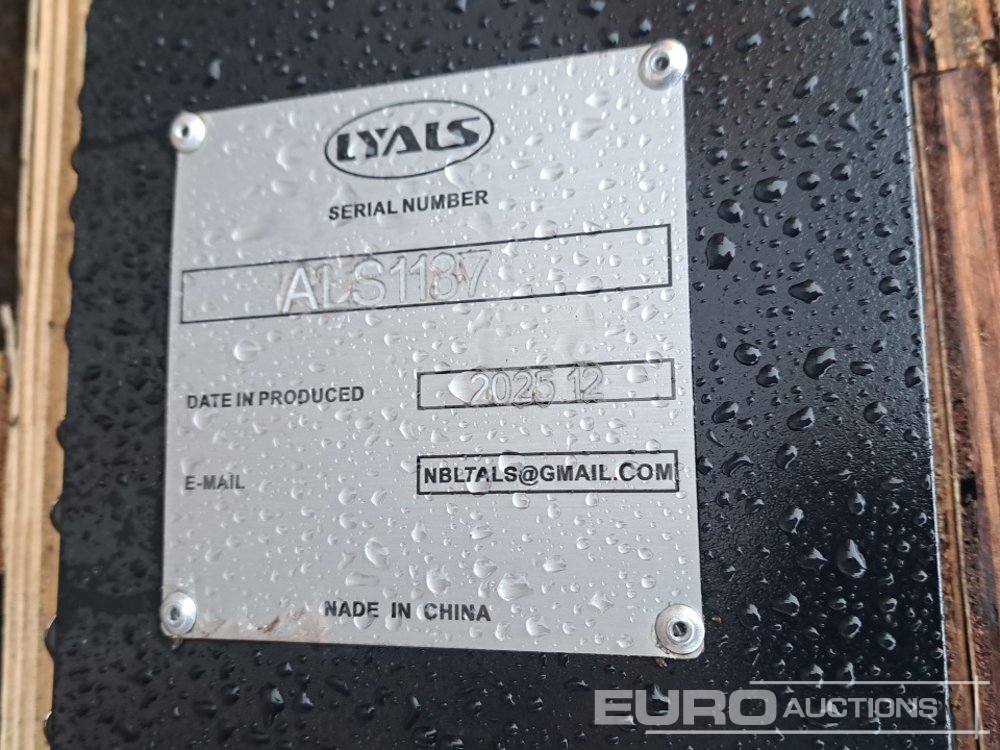 LYALS
SERIAL NUMBER
ALS1137
DATE IN PRODUCED 2025 12
E-MAIL NBLTALS@GMAIL.COM
NADE IN CHINA
EURO AUCTIONS